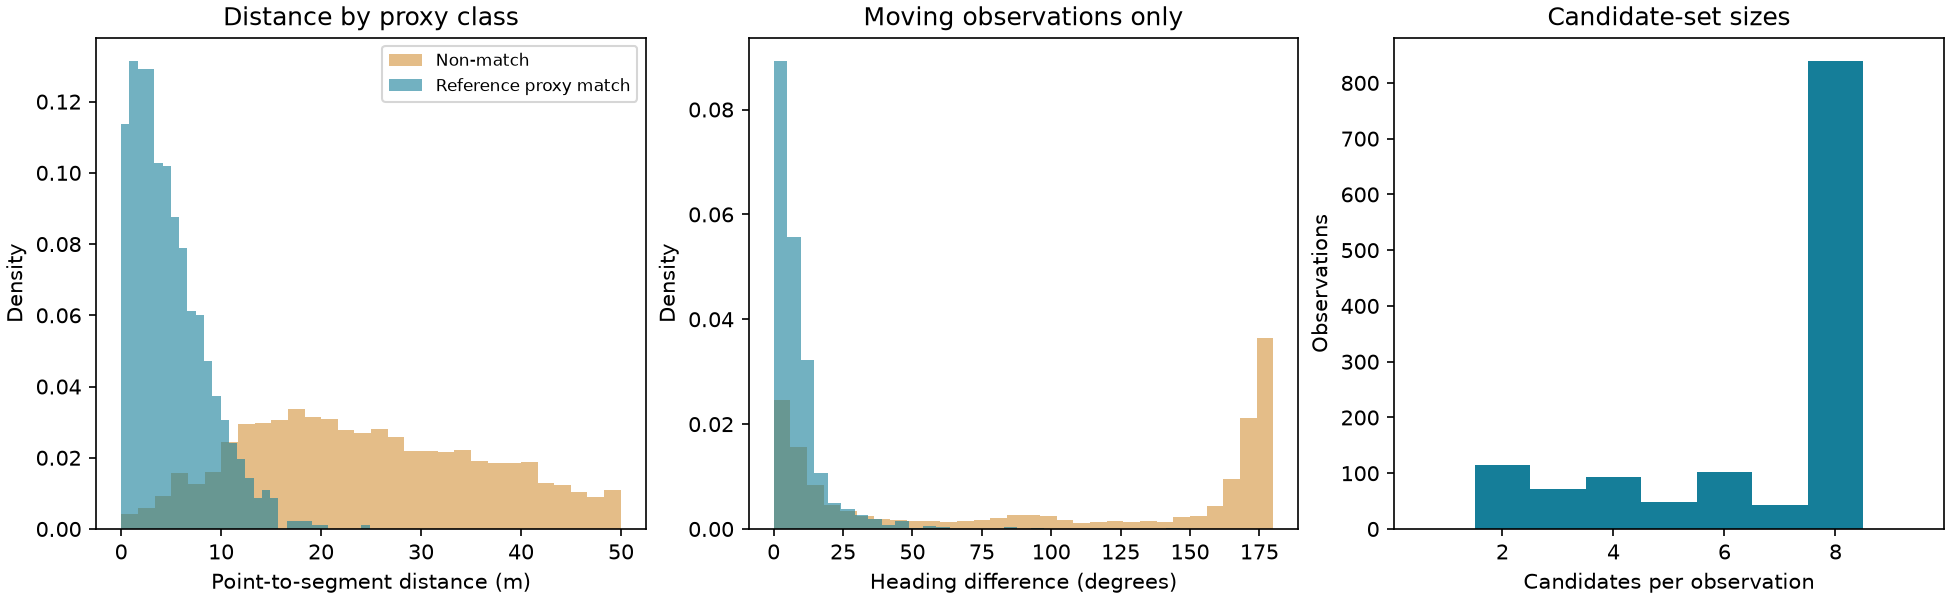 Distance by proxy class
Non-match
Reference proxy match
0.12
0.10
0.08
0.06
0.04
0.02
0.00
Density
0 10 20 30 40 50
Point-to-segment distance (m)
Moving observations only
0.08
0.06
0.04
0.02
0.00
Density
0 25 50 75 100 125 150 175
Heading difference (degrees)
Candidate-set sizes
800
700
600
500
400
300
200
100
0
Observations
2 4 6 8
Candidates per observation